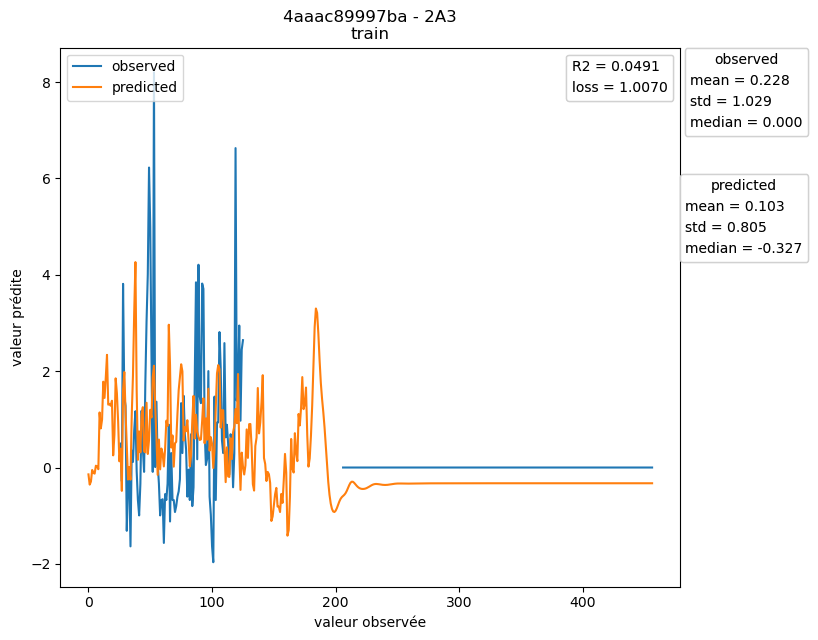 4aaac89997ba - 2A3
train
observed
predicted
R2 = 0.0491
loss = 1.0070
observed
mean = 0.228
std = 1.029
median = 0.000
predicted
mean = 0.103
std = 0.805
median = -0.327
8
6
4
2
0
−2
valeur prédite
0 100 200 300 400
valeur observée